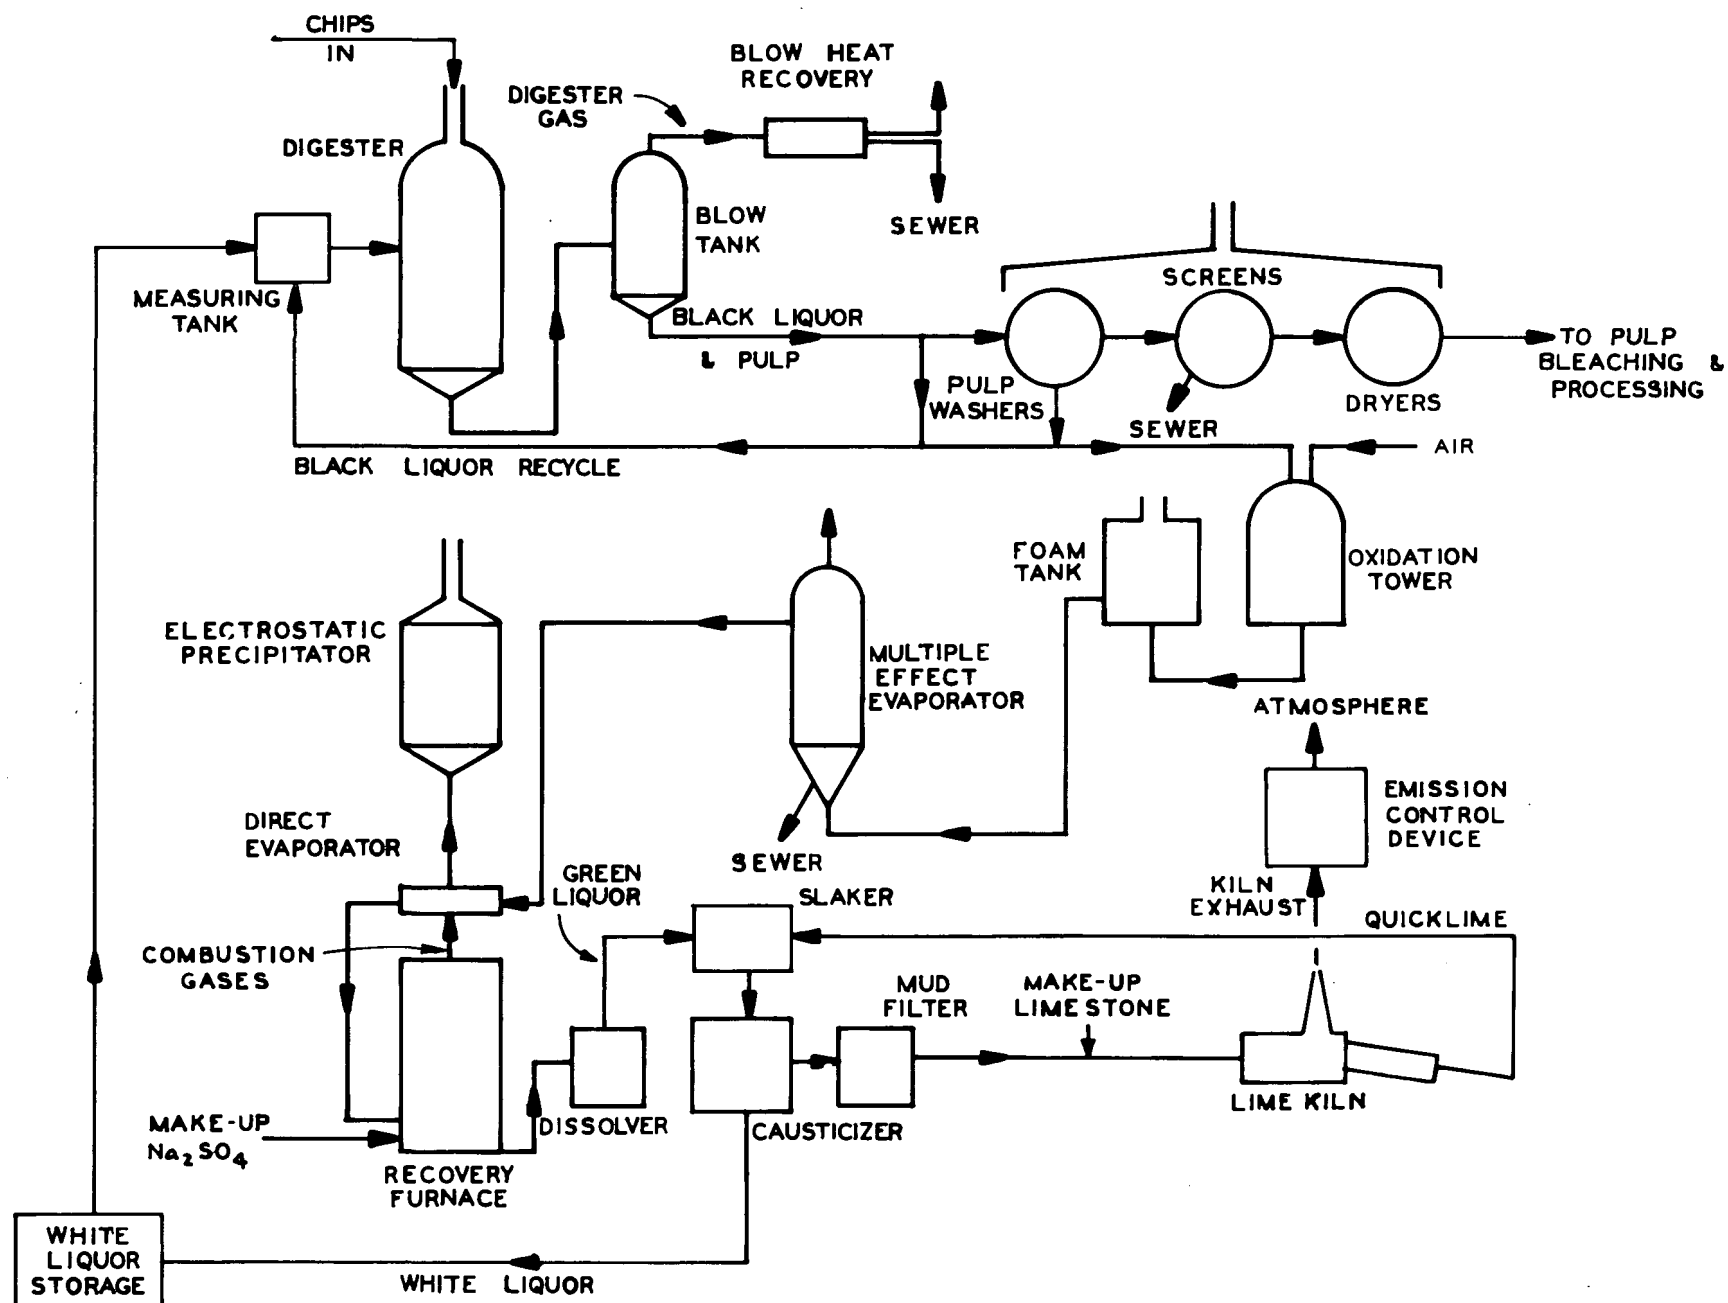 CHIPS
IN
BLOW HEAT
RECOVERY
DIGESTER
GAS
DIGESTER
BLOW
TANK
SEWER
MEASURING
TANK
SCREENS
BLACK LIQUOR
& PULP
TO PULP
BLEACHING &
PROCESSING
PULP
WASHERS
DRYERS
SEWER
AIR
BLACK LIQUOR RECYCLE
FOAM
TANK
OXIDATION
TOWER
ELECTROSTATIC
PRECIPITATOR
MULTIPLE
EFFECT
EVAPORATOR
ATMOSPHERE
EMISSION
CONTROL
DEVICE
DIRECT
EVAPORATOR
SEWER
GREEN
LIQUOR
SLAKER
KILN
EXHAUST
QUICKLIME
COMBUSTION
GASES
MUD
FILTER
MAKE-UP
LIMESTONE
LIME KILN
MAKE-UP
Na₂SO₄
DISSOLVER
CAUSTICIZER
RECOVERY
FURNACE
WHITE
LIQUOR
STORAGE
WHITE LIQUOR